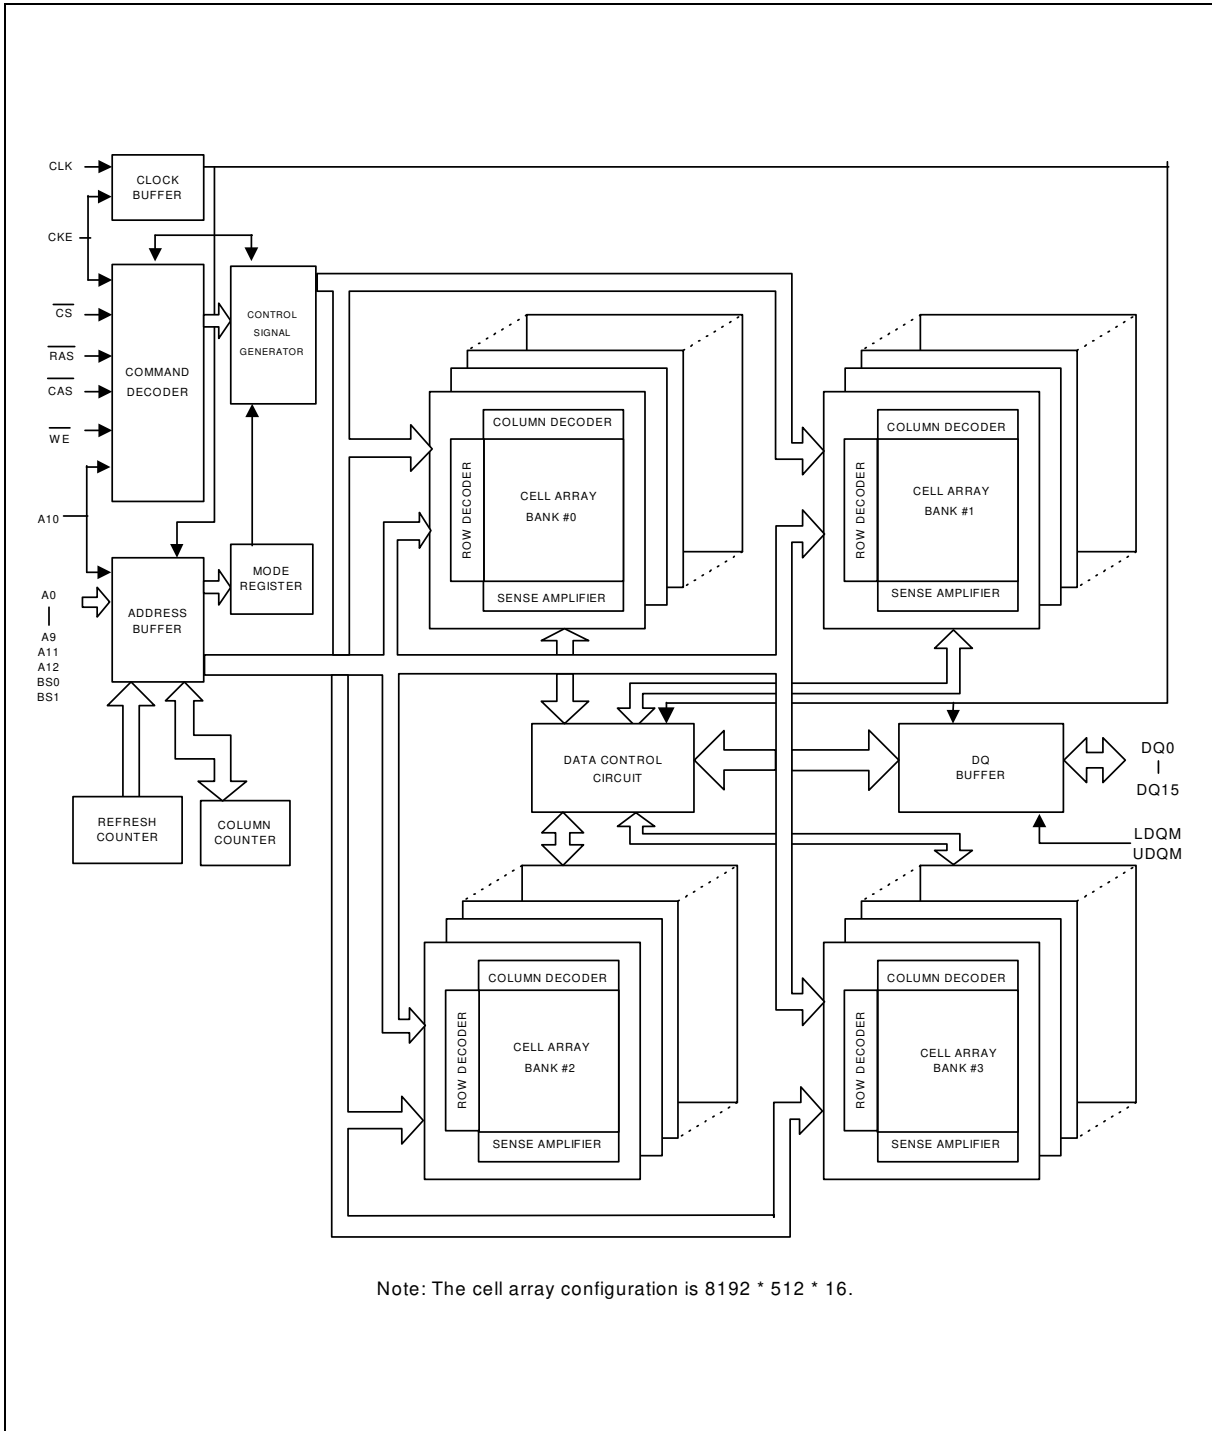 CLK
CLOCK
BUFFER
CKE
CS
RAS
CAS
WE
A10
COMMAND
DECODER
CONTROL
SIGNAL
GENERATOR
MODE
REGISTER
A0
A9
A11
A12
BS0
BS1
ADDRESS
BUFFER
REFRESH
COUNTER
COLUMN
COUNTER
COLUMN DECODER
ROW DECODER
CELL ARRAY
BANK #0
SENSE AMPLIFIER
COLUMN DECODER
ROW DECODER
CELL ARRAY
BANK #1
SENSE AMPLIFIER
DATA CONTROL
CIRCUIT
DQ
BUFFER
DQ0
DQ15
LDQM
UDQM
COLUMN DECODER
ROW DECODER
CELL ARRAY
BANK #2
SENSE AMPLIFIER
COLUMN DECODER
ROW DECODER
CELL ARRAY
BANK #3
SENSE AMPLIFIER
Note: The cell array configuration is 8192 * 512 * 16.